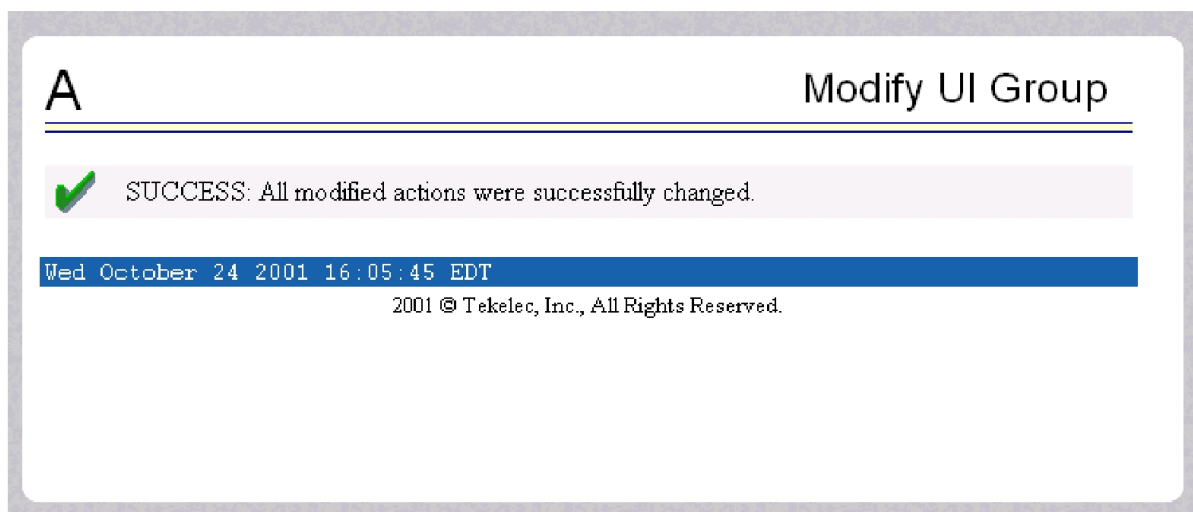 A
Modify UI Group
SUCCESS: All modified actions were successfully changed.
Wed October 24 2001 16:05:45 EDT
2001 © Tekelec, Inc., All Rights Reserved.